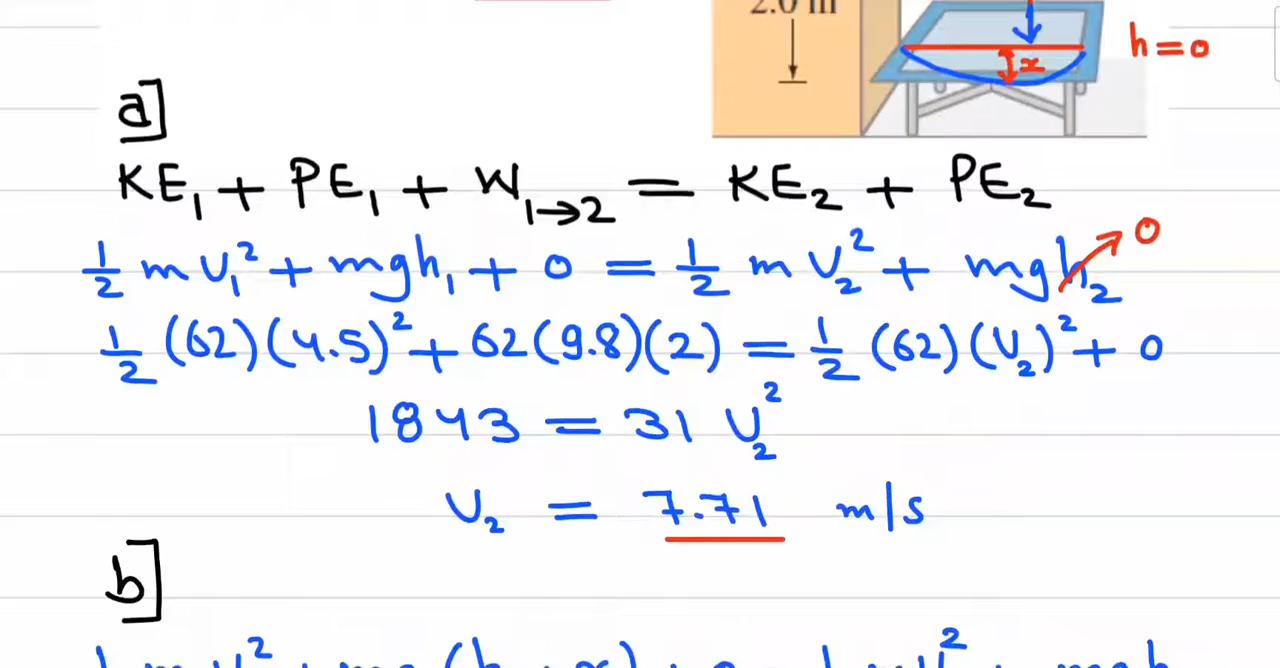 2.0 m
h=0
x
a]
KE₁ + PE₁ + W₁→₂ = KE₂ + PE₂
½ m v₁² + mgh₁ + 0 = ½ m v₂² + mgh₂ → 0
½ (62)(4.5)² + 62(9.8)(2) = ½ (62)(v₂)² + 0
1843 = 31 v₂²
v₂ = 7.71 m/s
b]